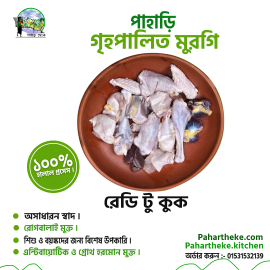 পাহাড়ি
গৃহপালিত মুরগি
১০০%
হালাল প্রসেস।
রেডি টু কুক
অসাধারন স্বাদ।
রোগবালাই মুক্ত।
শিশু ও বয়স্কদের জন্য বিশেষ উপকারি।
এন্টিবায়োটিক ও গ্রোথ হরমোন মুক্ত।
Pahartheke.com
Pahartheke.kitchen
অর্ডার করুন :- 01531532139